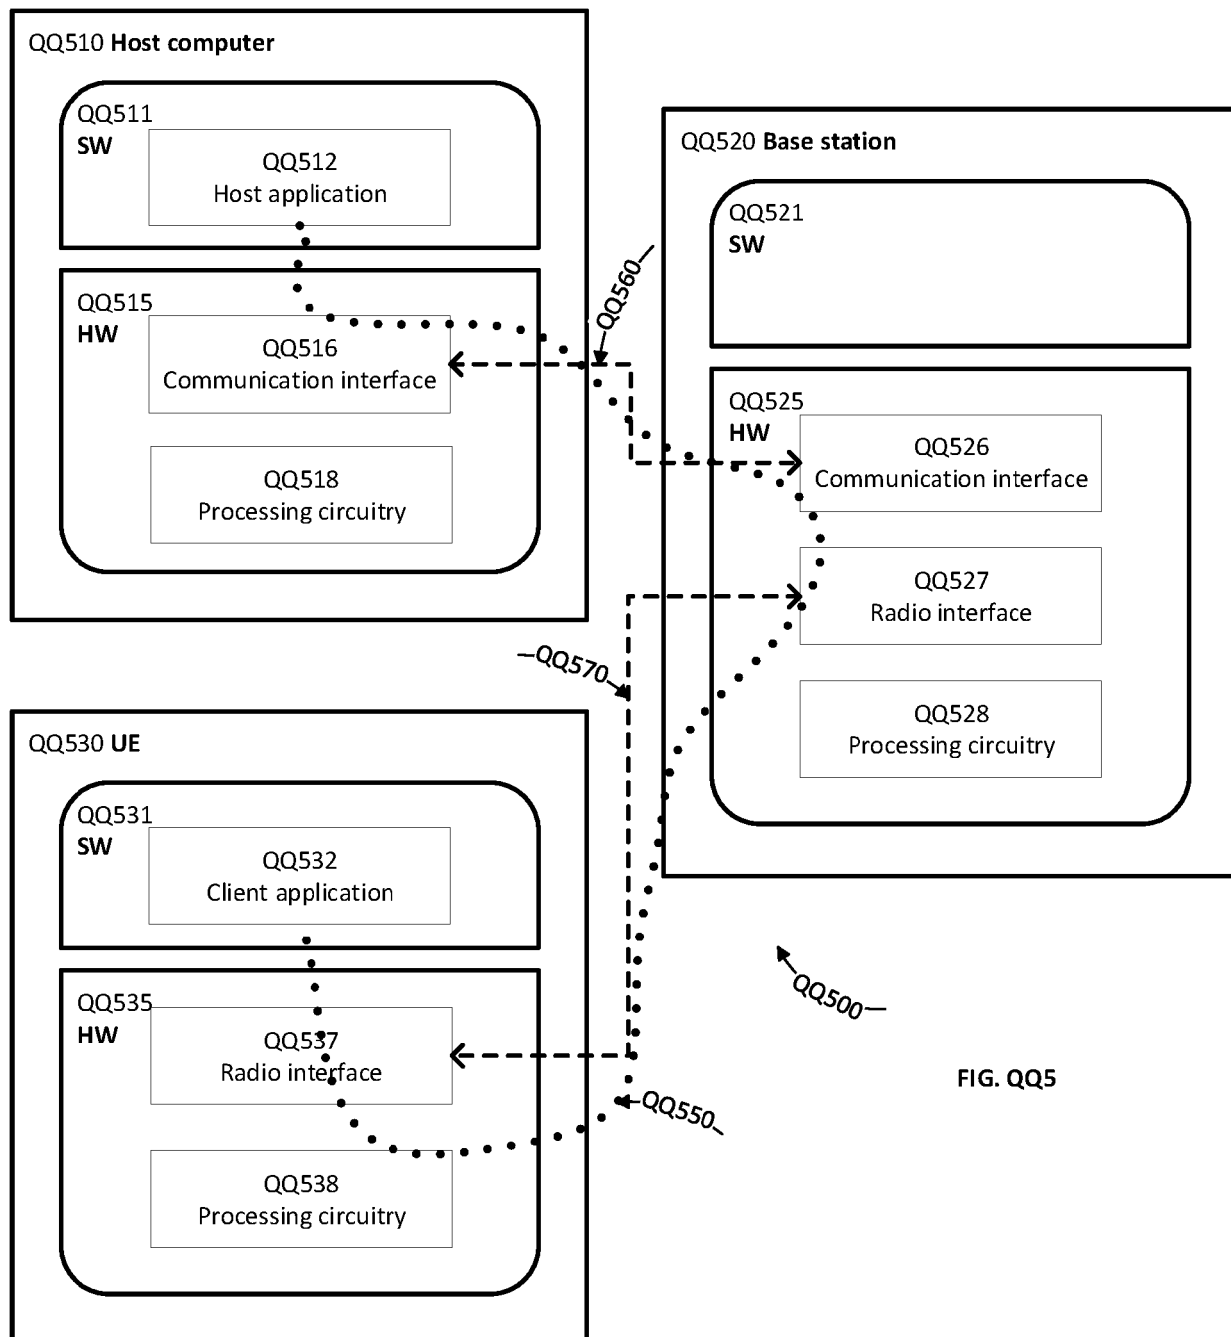 QQ510 Host computer
QQ511
SW
QQ512
Host application
QQ515
HW
QQ516
Communication interface
QQ518
Processing circuitry
QQ560
QQ520 Base station
QQ521
SW
QQ525
HW
QQ526
Communication interface
QQ527
Radio interface
QQ528
Processing circuitry
QQ570
QQ530 UE
QQ531
SW
QQ532
Client application
QQ535
HW
QQ537
Radio interface
QQ538
Processing circuitry
QQ550
QQ500
FIG. QQ5